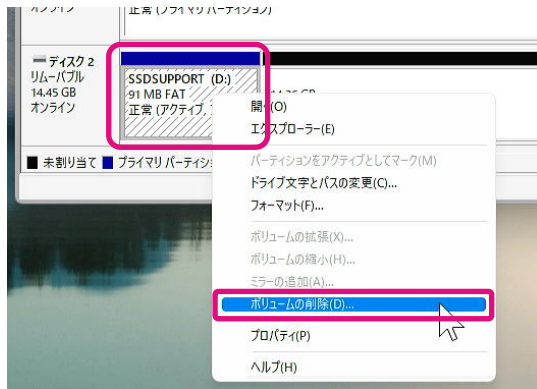 正常 (プライマリ パーティション)
ディスク 2
リムーバブル
14.45 GB
オンライン
SSDSUPPORT (D:)
91 MB FAT
正常 (アクティブ,
開く(O)
エクスプローラー(E)
パーティションをアクティブとしてマーク(M)
ドライブ文字とパスの変更(C)...
フォーマット(F)...
ボリュームの拡張(X)...
ボリュームの縮小(H)...
ミラーの追加(A)...
ボリュームの削除(D)...
プロパティ(P)
ヘルプ(H)
未割り当て プライマリ パーティシ